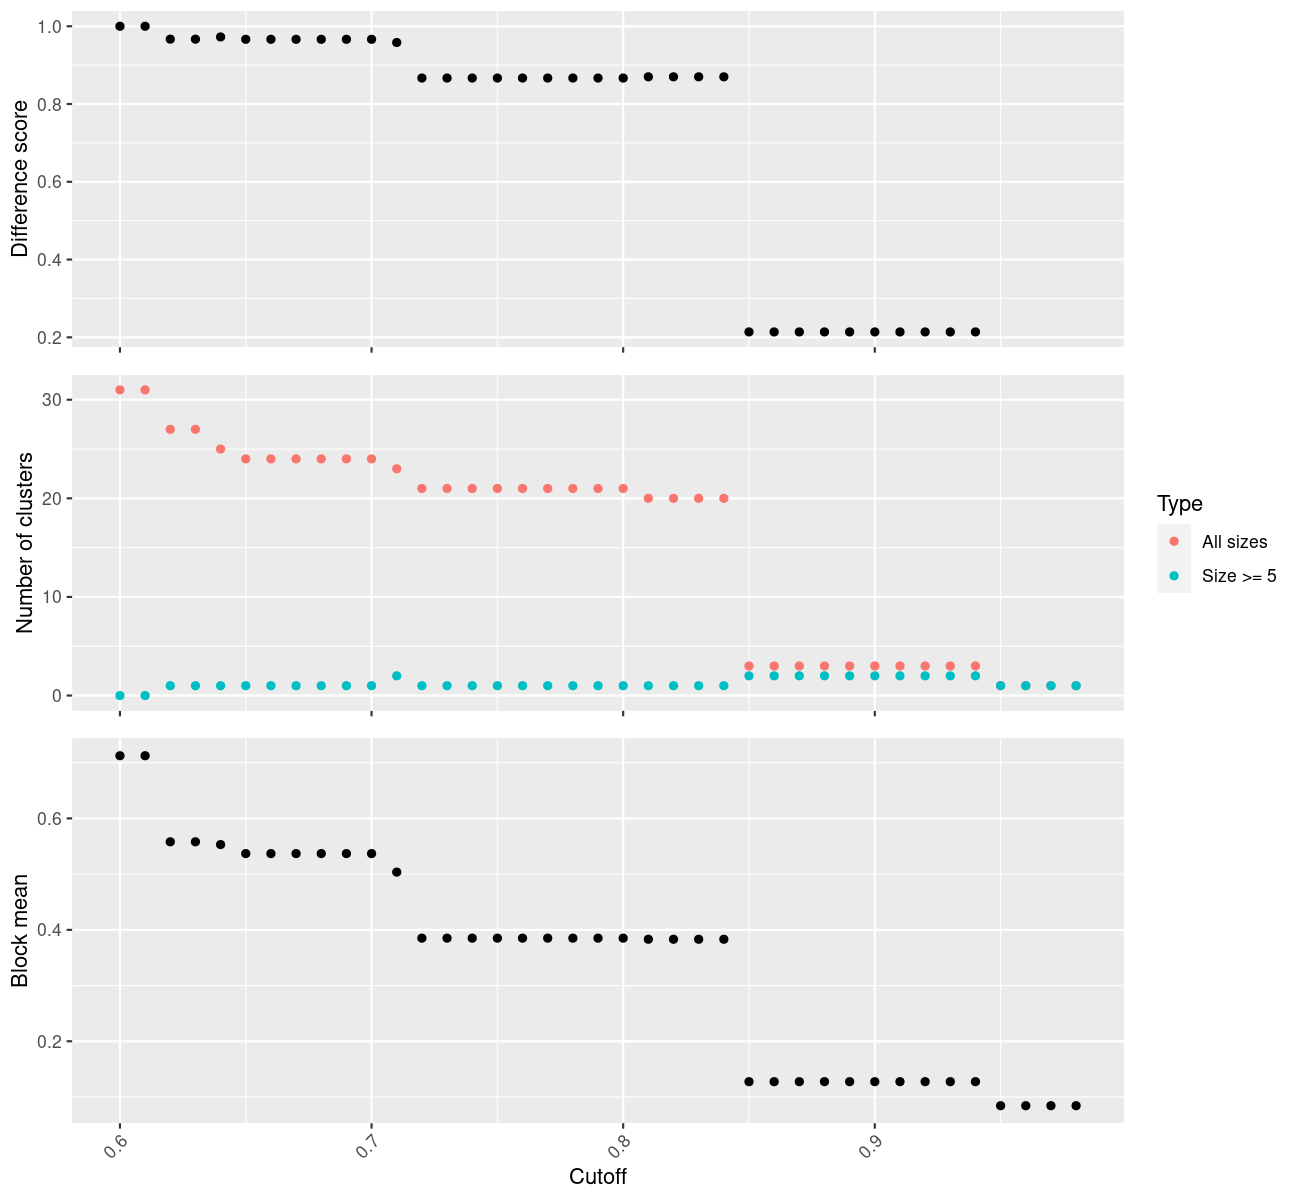 Difference score
1.0
0.8
0.6
0.4
0.2
Number of clusters
30
20
10
0
Type
All sizes
Size >= 5
Block mean
0.6
0.4
0.2
0.6
0.7
0.8
0.9
Cutoff